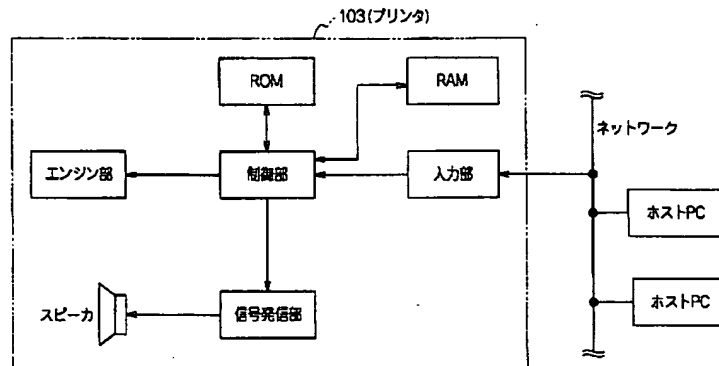 103(プリンタ)
ROM
RAM
ネットワーク
エンジン部
制御部
入力部
ホストPC
スピーカ
信号発信部
ホストPC